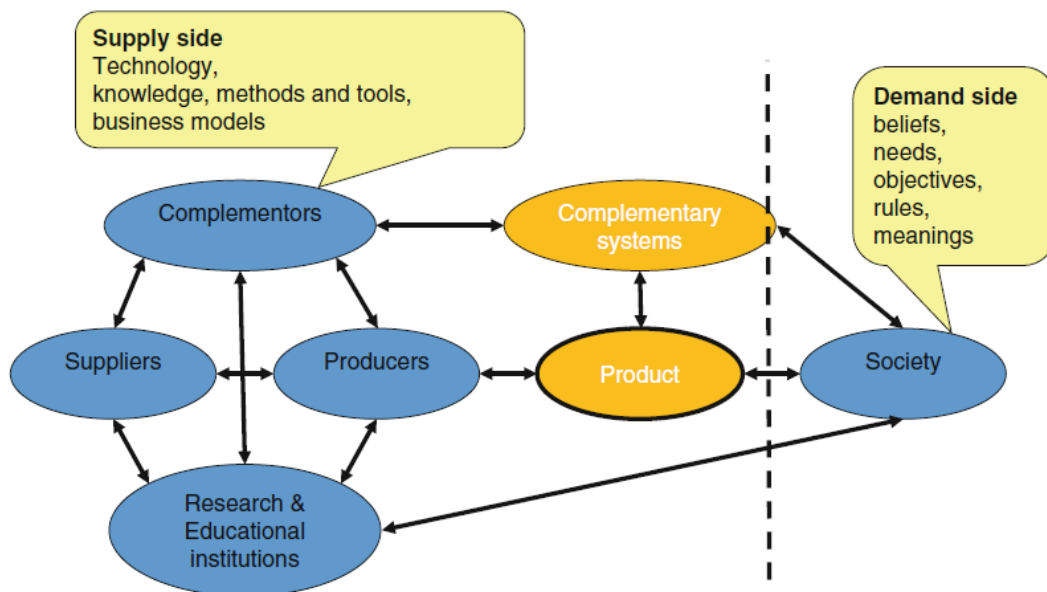 Supply side
Technology,
knowledge, methods and tools,
business models
Demand side
beliefs,
needs,
objectives,
rules,
meanings
Complementors
Complementary
systems
Suppliers
Producers
Product
Society
Research &
Educational
institutions